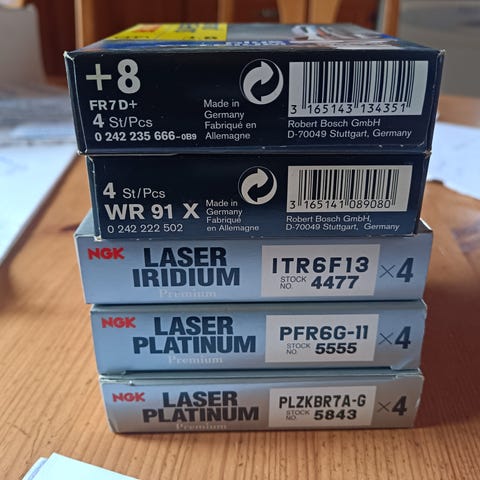 +8
FR7D+
4 St/Pcs
0 242 235 666-0B9
Made in
Germany
Fabriqué en
Allemagne
3 165143 134351
Robert Bosch GmbH
D-70049 Stuttgart, Germany
4 St/Pcs
WR 91 X
0 242 222 502
Made in
Germany
Fabriqué
en Allemagne
3 165141 089080
Robert Bosch GmbH
D-70049 Stuttgart, Germany
NGK
LASER
IRIDIUM
Premium
ITR6F13
STOCK
NO. 4477
×4
NGK
LASER
PLATINUM
Premium
PFR6G-11
STOCK
NO. 5555
×4
NGK
LASER
PLATINUM
Premium
PLZKBR7A-G
STOCK
NO. 5843
×4